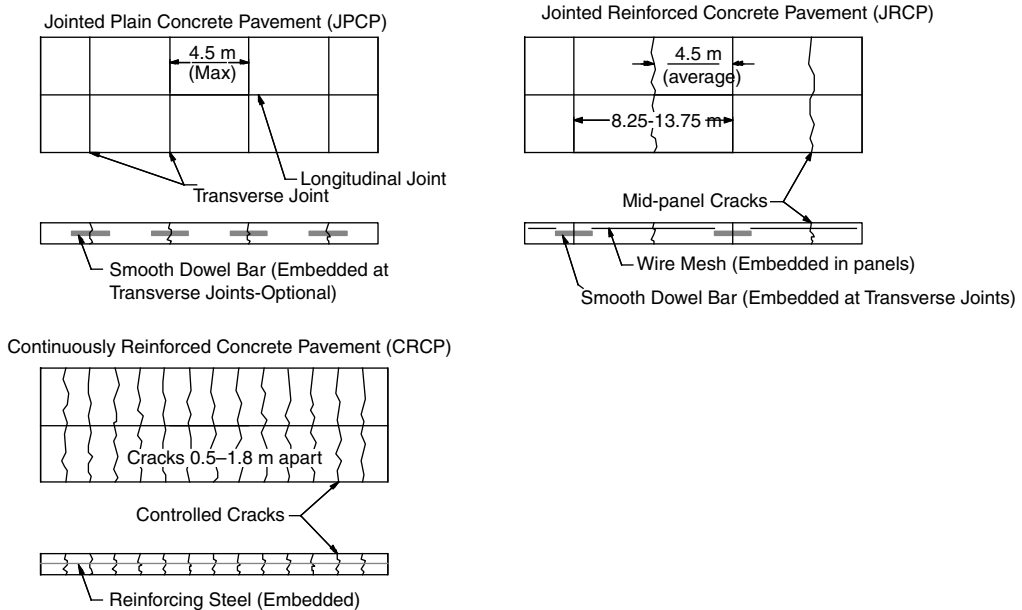 Jointed Plain Concrete Pavement (JPCP)
4.5 m
(Max)
Longitudinal Joint
Transverse Joint
Smooth Dowel Bar (Embedded at
Transverse Joints-Optional)
Jointed Reinforced Concrete Pavement (JRCP)
4.5 m
(average)
8.25-13.75 m
Mid-panel Cracks
Wire Mesh (Embedded in panels)
Smooth Dowel Bar (Embedded at Transverse Joints)
Continuously Reinforced Concrete Pavement (CRCP)
Cracks 0.5–1.8 m apart
Controlled Cracks
Reinforcing Steel (Embedded)